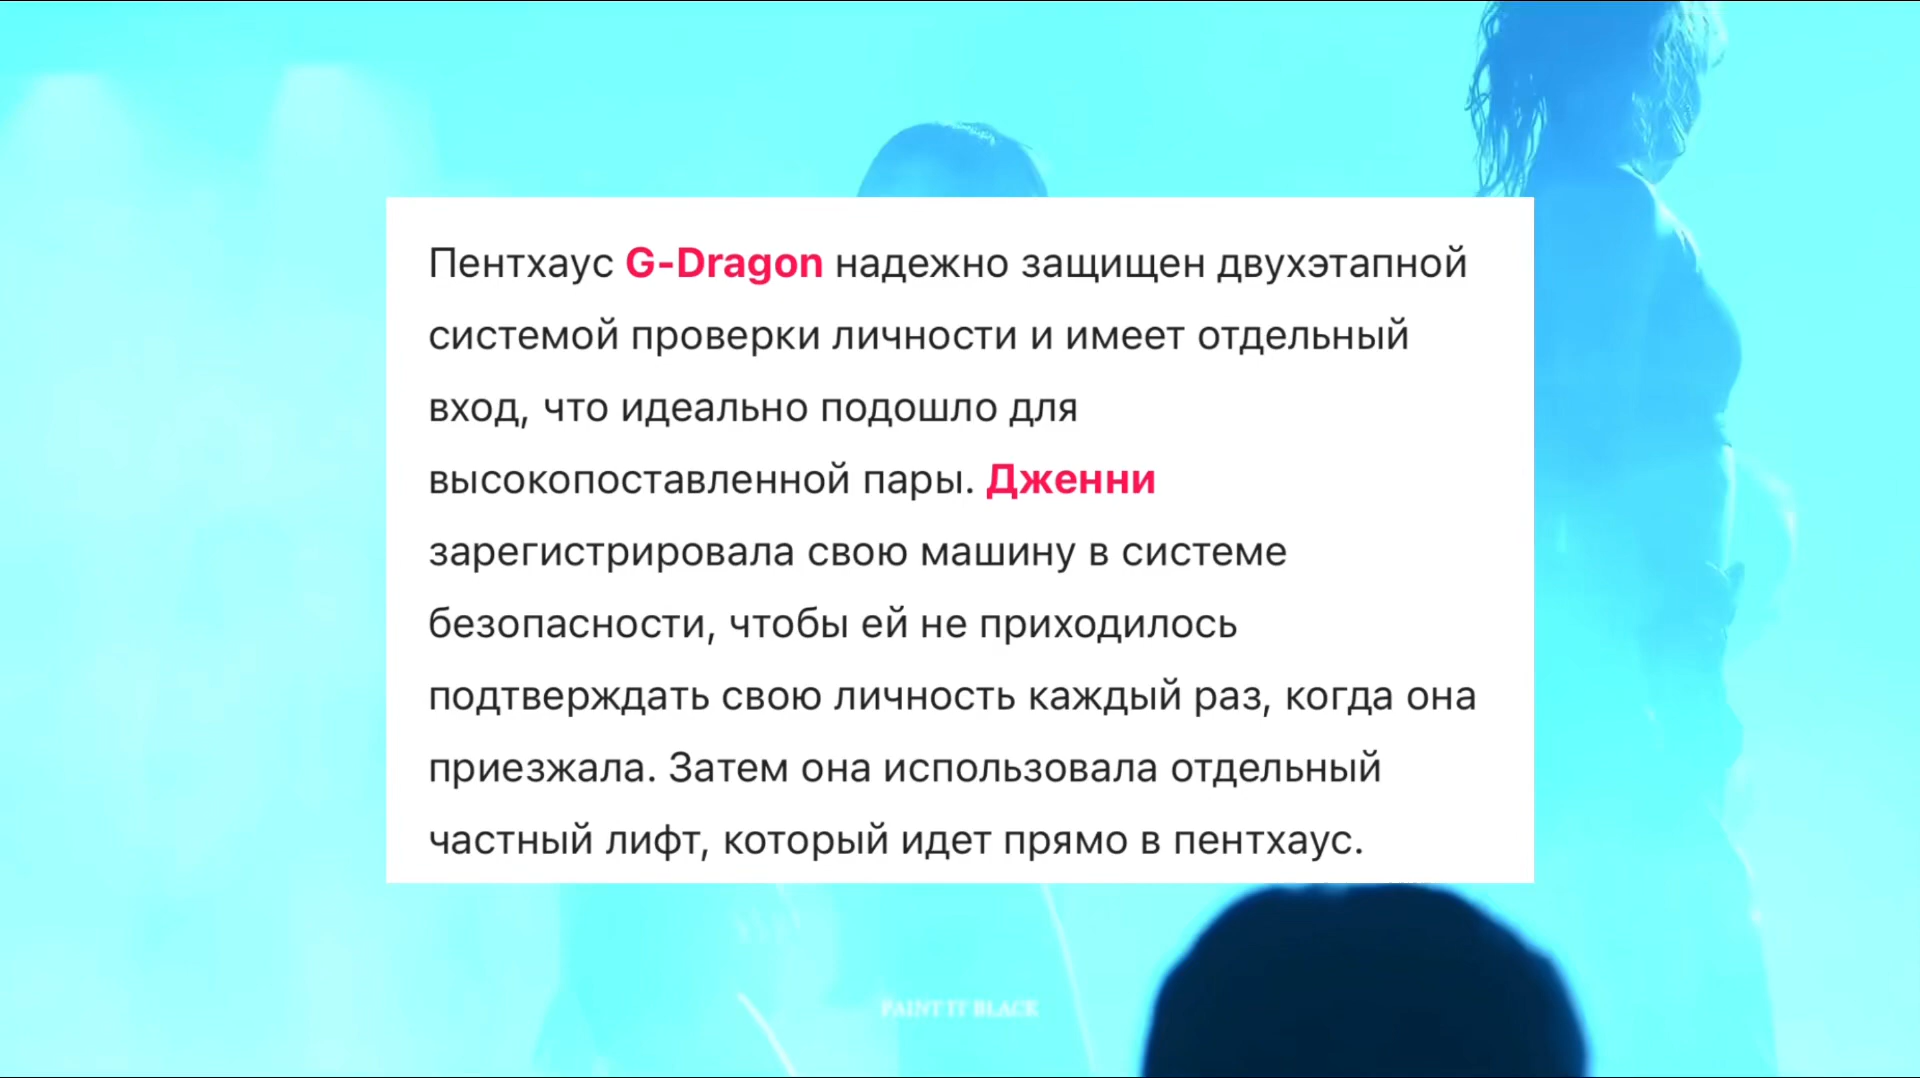 Пентхаус G-Dragon надежно защищен двухэтапной
системой проверки личности и имеет отдельный
вход, что идеально подошло для
высокопоставленной пары. Дженни
зарегистрировала свою машину в системе
безопасности, чтобы ей не приходилось
подтверждать свою личность каждый раз, когда она
приезжала. Затем она использовала отдельный
частный лифт, который идет прямо в пентхаус.
PAINT IT BLACK